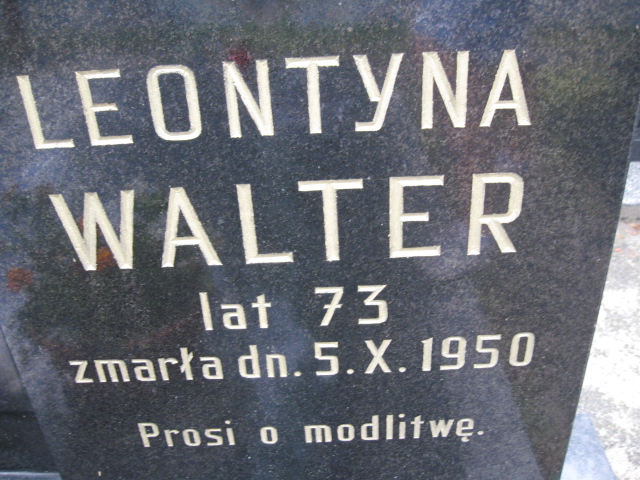 LEONTYNA
WALTER
lat 73
zmarła dn. 5. X. 1950
Prosi o modlitwę.